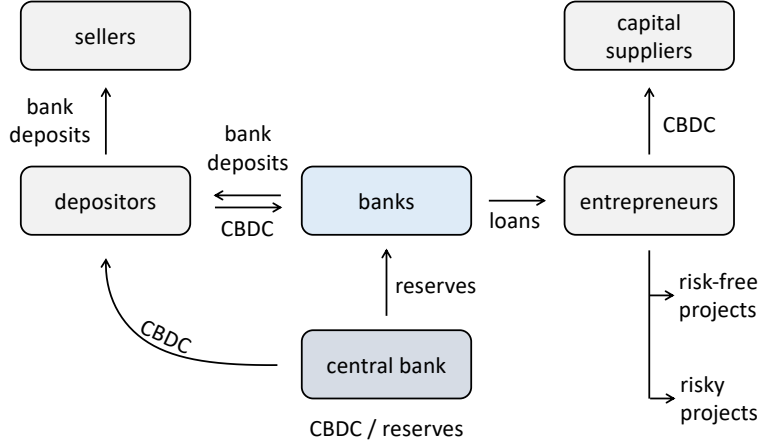 sellers
capital
suppliers
bank
deposits
bank
deposits
CBDC
depositors
banks
entrepreneurs
CBDC
loans
reserves
risk-free
projects
CBDC
central bank
risky
projects
CBDC / reserves